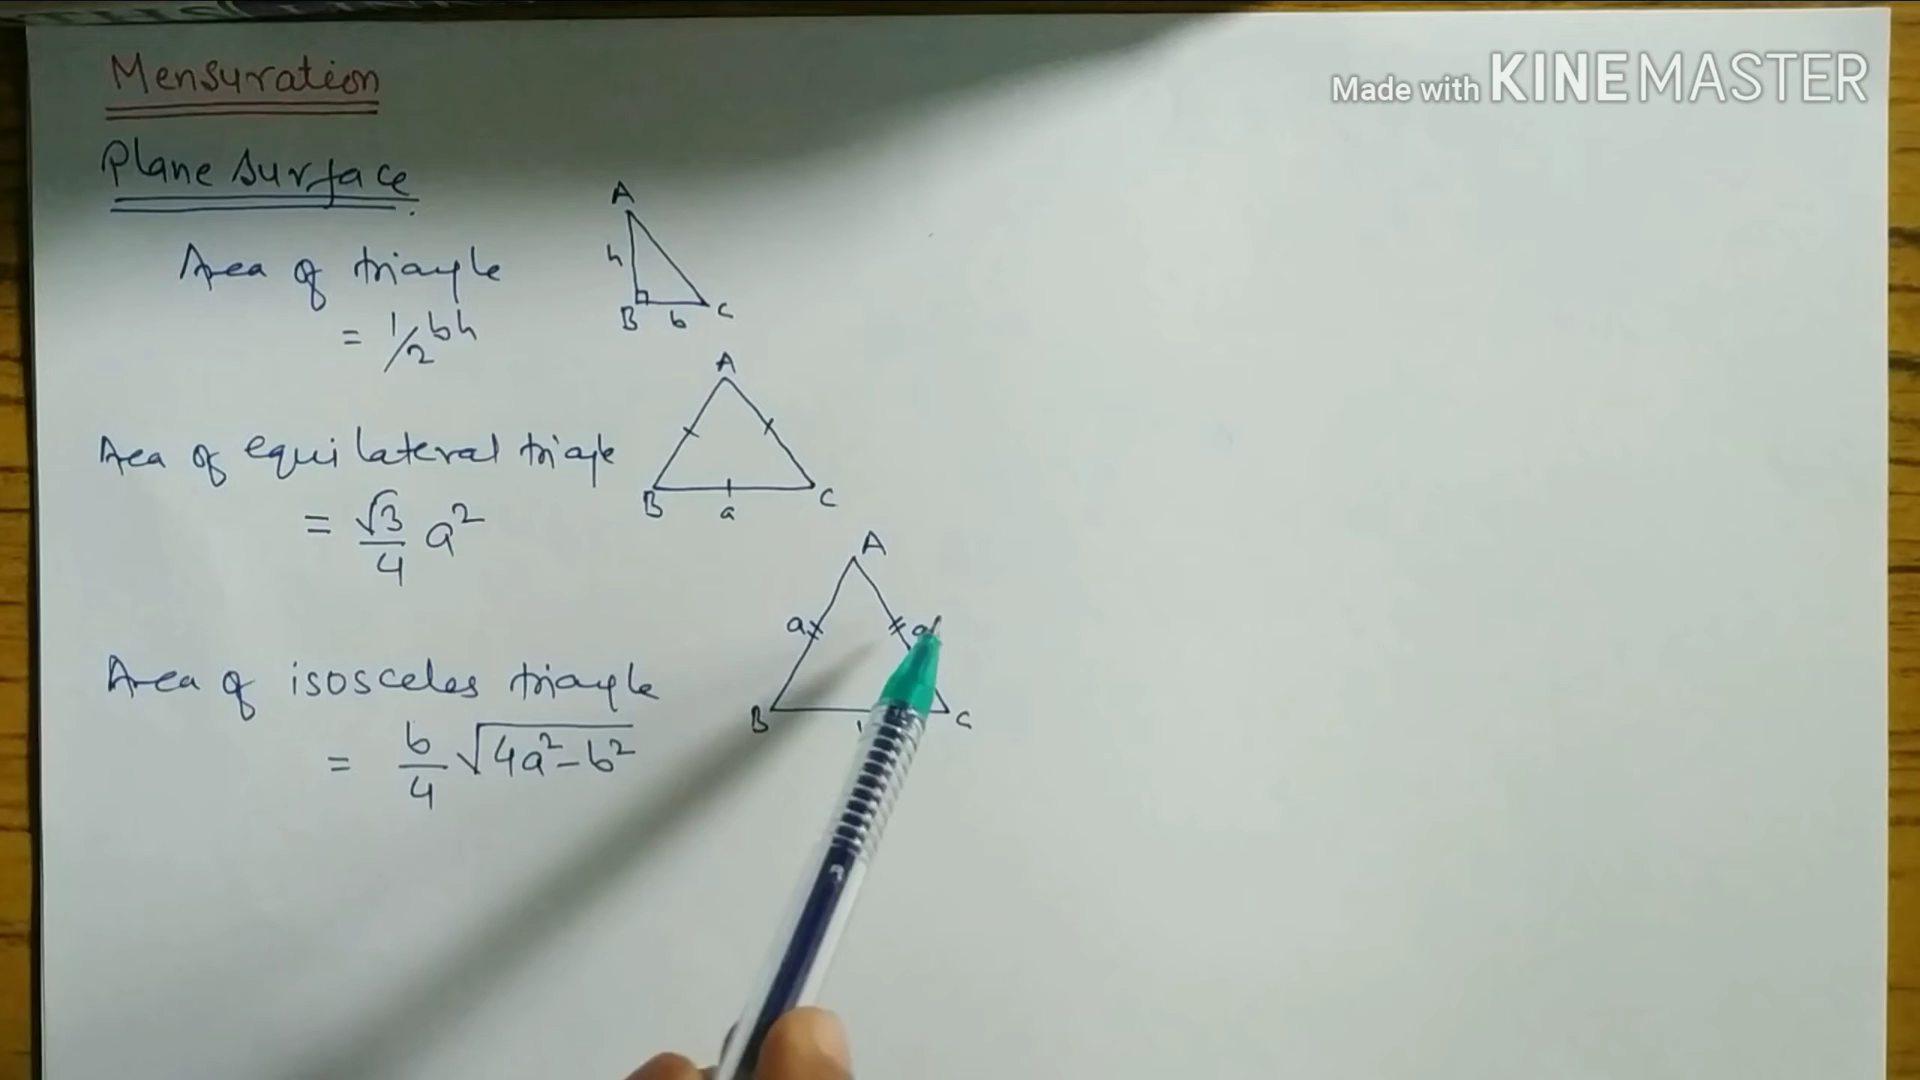 Mensuration
Made with KINEMASTER
Plane surface
A
Area of triangle
h
= 1/2 bh
B b C
A
Area of equilateral triangle
B a C
= √3/4 a²
A
a a
Area of isosceles triangle
B C
= b/4 √4a²-b²